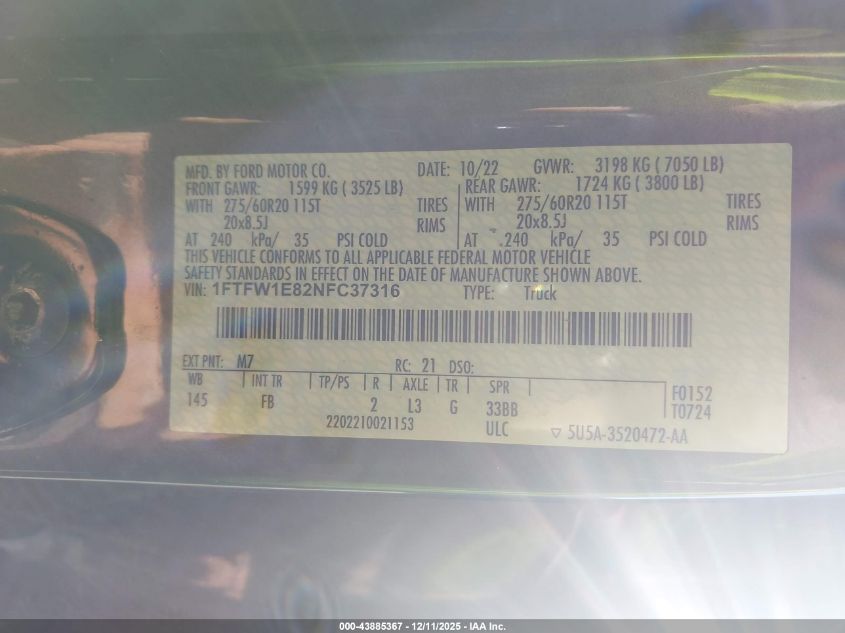 MFD. BY FORD MOTOR CO. DATE: 10/22 GVWR: 3198 KG ( 7050 LB)
FRONT GAWR: 1599 KG ( 3525 LB) REAR GAWR: 1724 KG ( 3800 LB)
WITH 275/60R20 115T TIRES WITH 275/60R20 115T TIRES
20x8.5J RIMS 20x8.5J RIMS
AT 240 kPa/ 35 PSI COLD AT 240 kPa/ 35 PSI COLD
THIS VEHICLE CONFORMS TO ALL APPLICABLE FEDERAL MOTOR VEHICLE
SAFETY STANDARDS IN EFFECT ON THE DATE OF MANUFACTURE SHOWN ABOVE.
VIN: 1FTFW1E82NFC37316 TYPE: Truck
EXT PNT: M7 RC: 21 DSO:
WB INT TR TP/PS R AXLE TR SPR F0152
145 FB 2 L3 G 33BB T0724
2202210021153 ULC ▽ 5U5A-3520472-AA
000-43885367 - 12/11/2025 - IAA Inc.